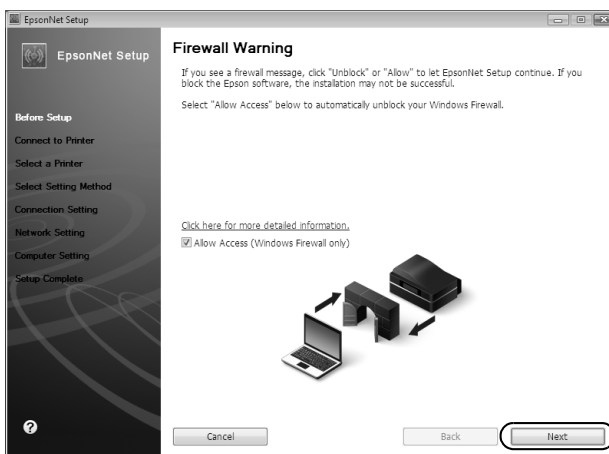 EpsonNet Setup
EpsonNet Setup
Before Setup
Connect to Printer
Select a Printer
Select Setting Method
Connection Setting
Network Setting
Computer Setting
Setup Complete
?
Firewall Warning
If you see a firewall message, click "Unblock" or "Allow" to let EpsonNet Setup continue. If you
block the Epson software, the installation may not be successful.
Select "Allow Access" below to automatically unblock your Windows Firewall.
Click here for more detailed information.
Allow Access (Windows Firewall only)
Cancel
Back
Next